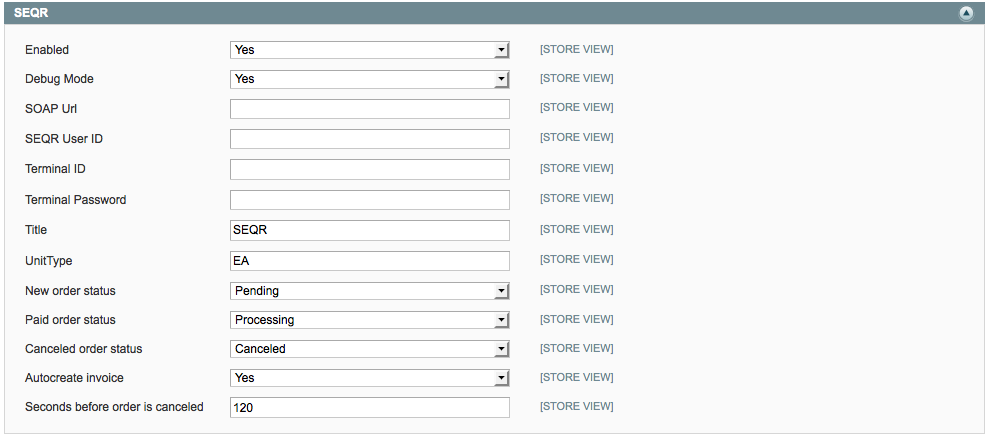 SEQR
Enabled Yes [STORE VIEW]
Debug Mode Yes [STORE VIEW]
SOAP Url [STORE VIEW]
SEQR User ID [STORE VIEW]
Terminal ID [STORE VIEW]
Terminal Password [STORE VIEW]
Title SEQR [STORE VIEW]
UnitType EA [STORE VIEW]
New order status Pending [STORE VIEW]
Paid order status Processing [STORE VIEW]
Canceled order status Canceled [STORE VIEW]
Autocreate invoice Yes [STORE VIEW]
Seconds before order is canceled 120 [STORE VIEW]